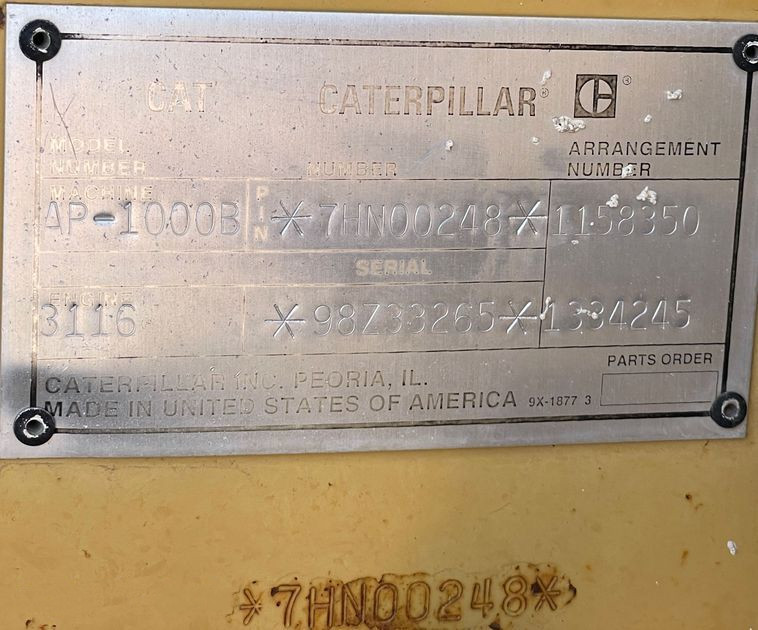 CAT CATERPILLAR® C®
MODEL NUMBER NUMBER ARRANGEMENT NUMBER
MACHINE AP-1000B PIN *7HN00248* 1158350
SERIAL
ENGINE 3116 *98Z33265* 1334245
PARTS ORDER
CATERPILLAR INC. PEORIA, IL.
MADE IN UNITED STATES OF AMERICA 9X-1877 3
*7HN00248*